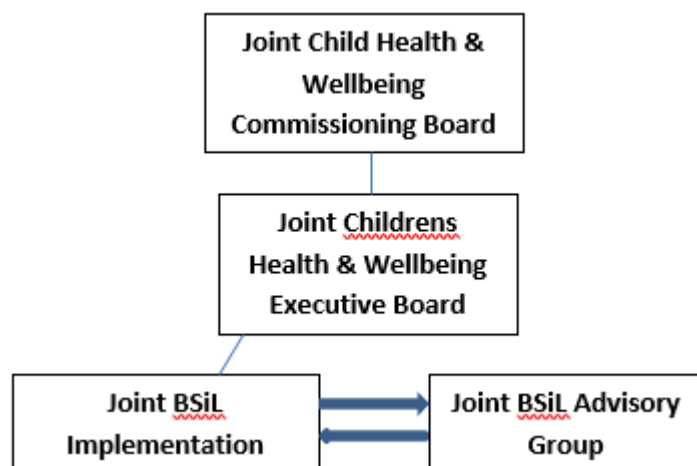 Joint Child Health &
Wellbeing
Commissioning Board
Joint Childrens
Health & Wellbeing
Executive Board
Joint BSiL
Implementation
Joint BSiL Advisory
Group